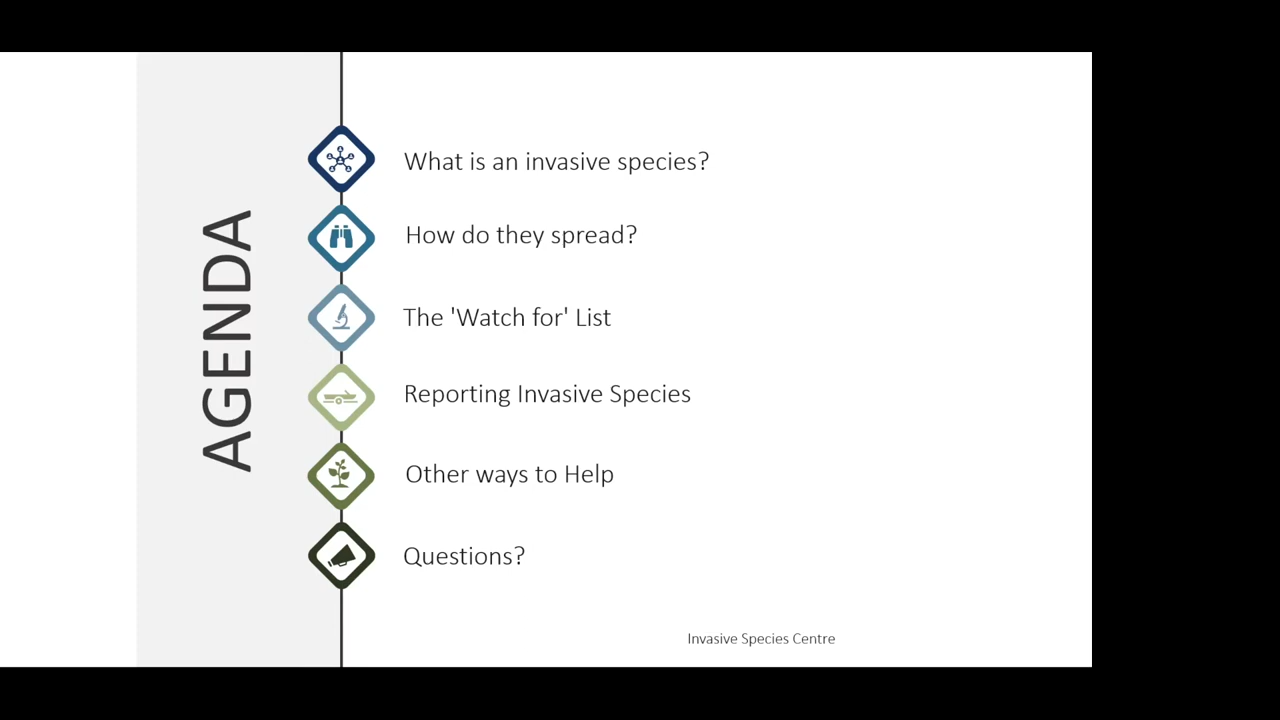 AGENDA
What is an invasive species?
How do they spread?
The 'Watch for' List
Reporting Invasive Species
Other ways to Help
Questions?
Invasive Species Centre